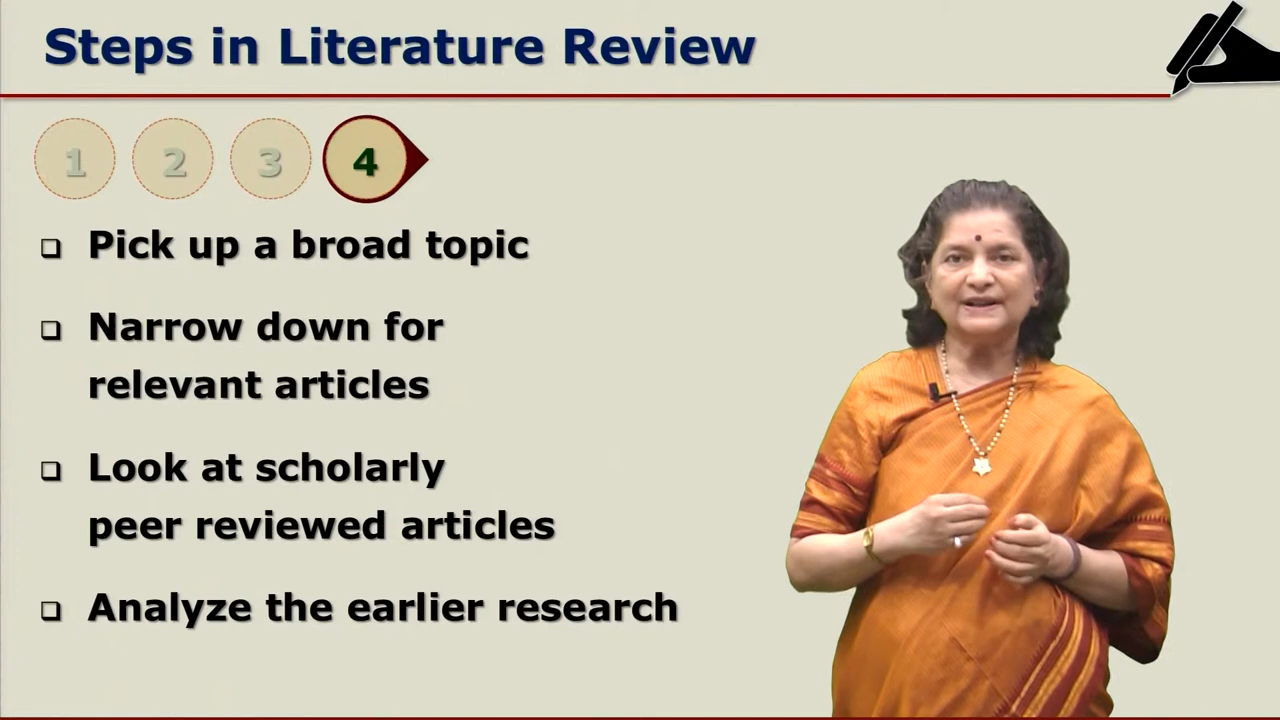 Steps in Literature Review
1 2 3 4
❑ Pick up a broad topic
❑ Narrow down for
relevant articles
❑ Look at scholarly
peer reviewed articles
❑ Analyze the earlier research